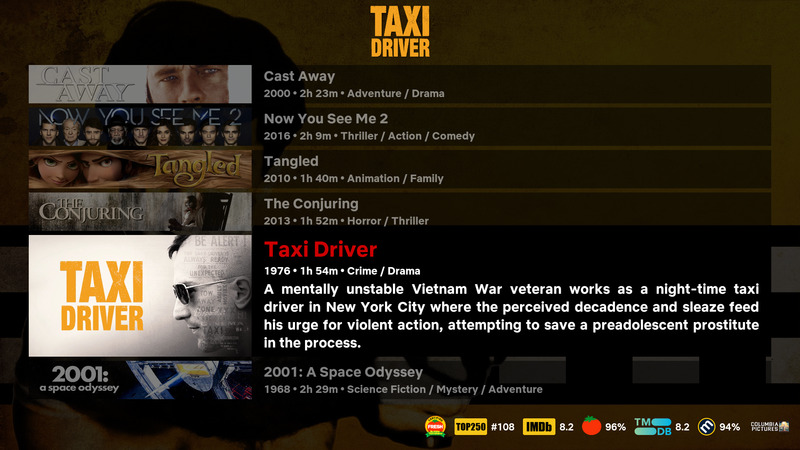 TAXI
DRIVER
CAST
AWAY
Cast Away
2000 • 2h 23m • Adventure / Drama
NOW YOU SEE ME 2
Now You See Me 2
2016 • 2h 9m • Thriller / Action / Comedy
Tangled
Tangled
2010 • 1h 40m • Animation / Family
THE
CONJURING
The Conjuring
2013 • 1h 52m • Horror / Thriller
BE ALERT!
TAXI
DRIVER
Taxi Driver
1976 • 1h 54m • Crime / Drama
A mentally unstable Vietnam War veteran works as a night-time taxi
driver in New York City where the perceived decadence and sleaze feed
his urge for violent action, attempting to save a preadolescent prostitute
in the process.
2001:
a space odyssey
2001: A Space Odyssey
1968 • 2h 29m • Science Fiction / Mystery / Adventure
FRESH TOP250 #108 IMDb 8.2 96% TMDB 8.2 94% COLUMBIA
PICTURES